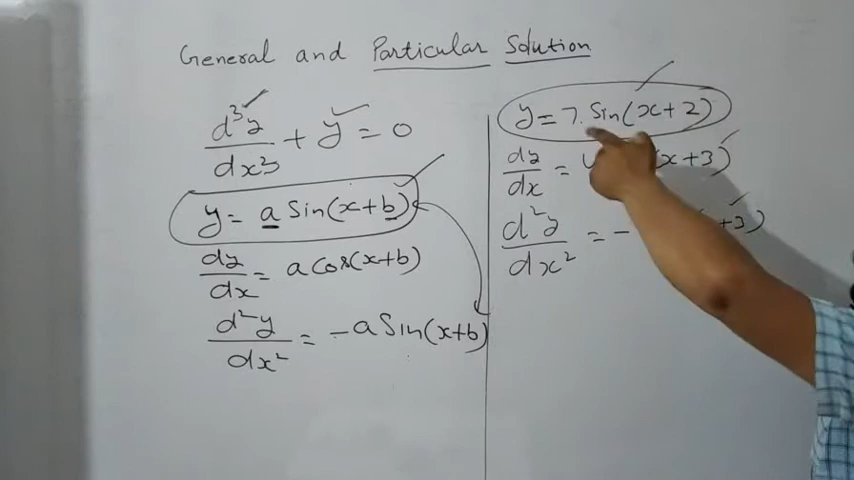 General and Particular Solution
d³y/dx³ + y = 0
y = a Sin(x+b)
dy/dx = a cos(x+b)
d²y/dx² = -a Sin(x+b)
y = 7. Sin(x+2)
dy/dx = (x+3)
d²y/dx² = - +3)